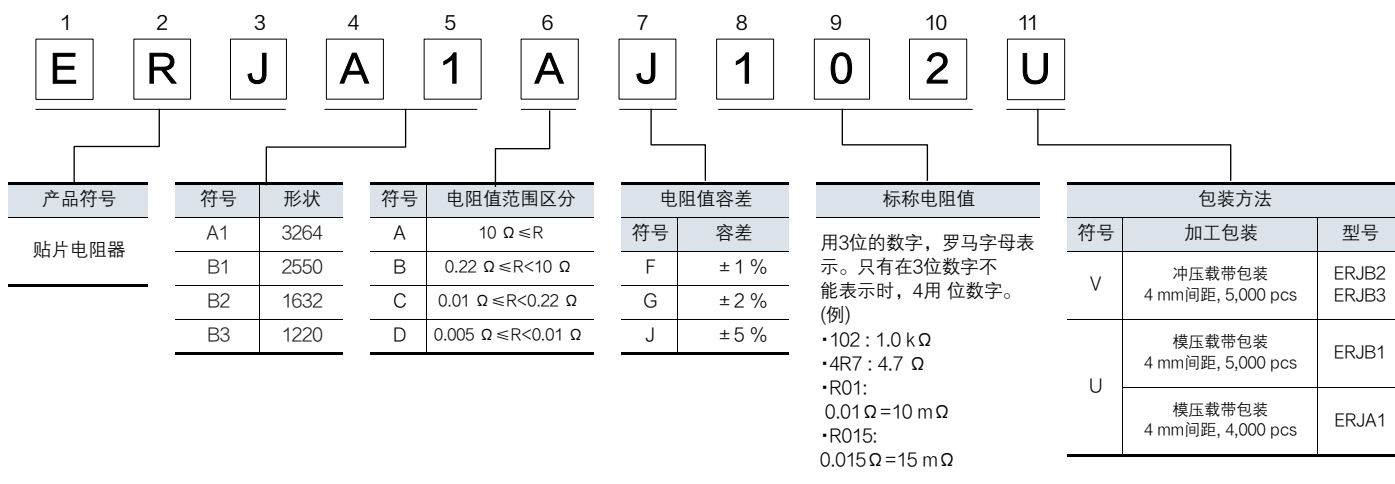 1 2 3 4 5 6 7 8 9 10 11
E R J A 1 A J 1 0 2 U
产品符号
贴片电阻器
符号 形状
A1 3264
B1 2550
B2 1632
B3 1220
符号 电阻值范围区分
A 10 Ω≤R
B 0.22 Ω≤R<10 Ω
C 0.01 Ω≤R<0.22 Ω
D 0.005 Ω≤R<0.01 Ω
电阻值容差
符号 容差
F ±1 %
G ±2 %
J ±5 %
标称电阻值
用3位的数字，罗马字母表
示。只有在3位数字不
能表示时，4用 位数字。
(例)
·102 : 1.0 kΩ
·4R7 : 4.7 Ω
·R01:
0.01Ω=10 mΩ
·R015:
0.015Ω=15 mΩ
包装方法
符号 加工包装 型号
V 冲压载带包装
4 mm间距, 5,000 pcs
ERJB2
ERJB3
U 模压载带包装
4 mm间距, 5,000 pcs
ERJB1
模压载带包装
4 mm间距, 4,000 pcs
ERJA1